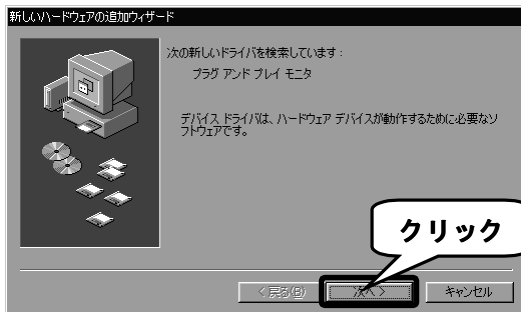 新しいハードウェアの追加ウィザード
次の新しいドライバを検索しています:
プラグ アンド プレイ モニタ
デバイス ドライバは、ハードウェア デバイスが動作するために必要なソ
フトウェアです。
クリック
< 戻る(B)
次へ >
キャンセル